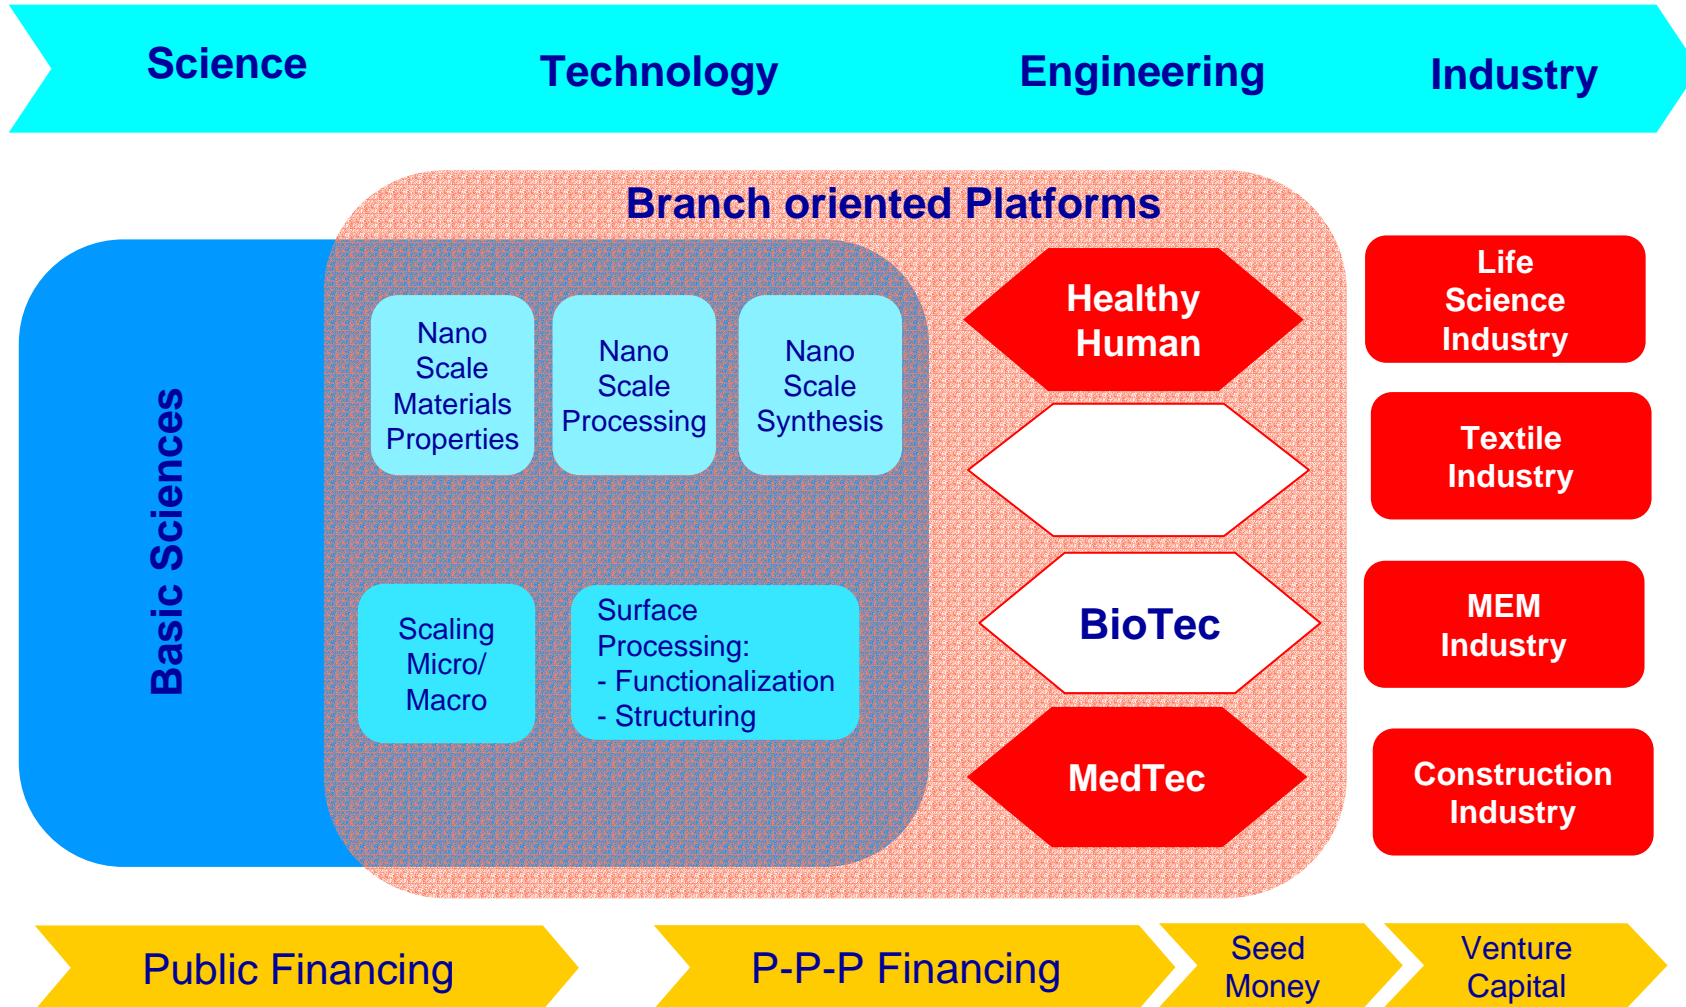 Science
Technology
Engineering
Industry
Branch oriented Platforms
Basic Sciences
Nano
Scale
Materials
Properties
Nano
Scale
Processing
Nano
Scale
Synthesis
Scaling
Micro/
Macro
Surface
Processing:
- Functionalization
- Structuring
Healthy
Human
BioTec
MedTec
Life
Science
Industry
Textile
Industry
MEM
Industry
Construction
Industry
Public Financing
P-P-P Financing
Seed
Money
Venture
Capital